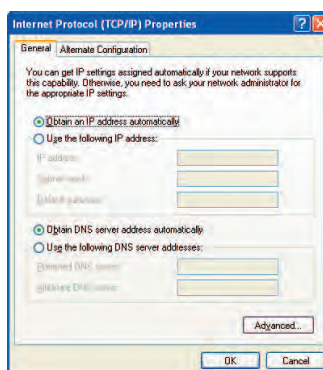 Internet Protocol (TCP/IP) Properties
General
Alternate Configuration
You can get IP settings assigned automatically if your network supports
this capability. Otherwise, you need to ask your network administrator for
the appropriate IP settings.
Obtain an IP address automatically
Use the following IP address:
IP address:
Subnet mask:
Default gateway:
Obtain DNS server address automatically
Use the following DNS server addresses:
Preferred DNS server:
Alternate DNS server:
Advanced...
OK
Cancel